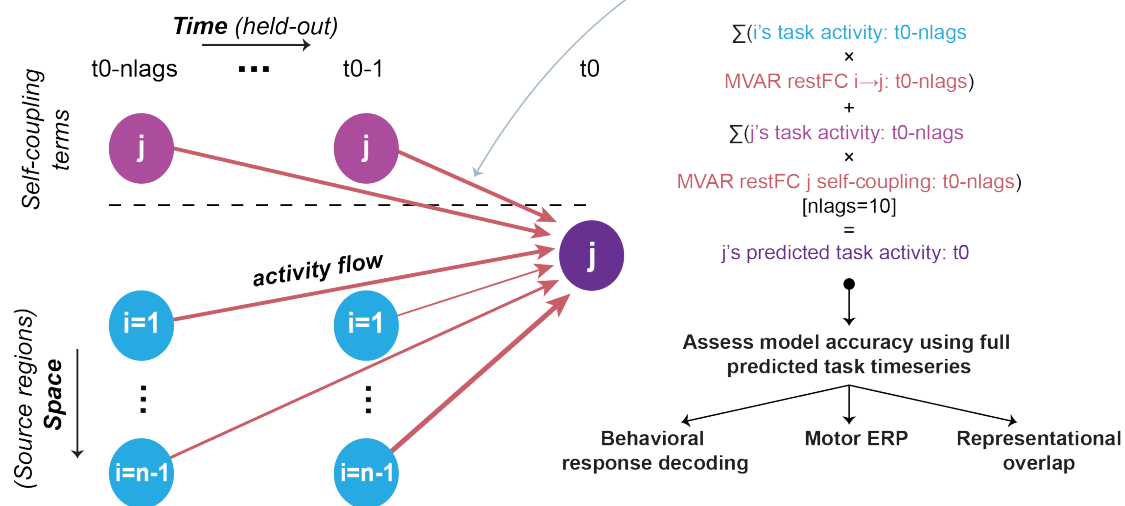 Time (held-out)
t0-nlags
t0-1
t0
Self-coupling
terms
j
j
j
activity flow
i=1
i=1
(Source regions)
Space
i=n-1
i=n-1
∑(i's task activity: t0-nlags
×
MVAR restFC i→j: t0-nlags)
+
∑(j's task activity: t0-nlags
×
MVAR restFC j self-coupling: t0-nlags)
[nlags=10]
=
j's predicted task activity: t0
Assess model accuracy using full
predicted task timeseries
Behavioral
response decoding
Motor ERP
Representational
overlap